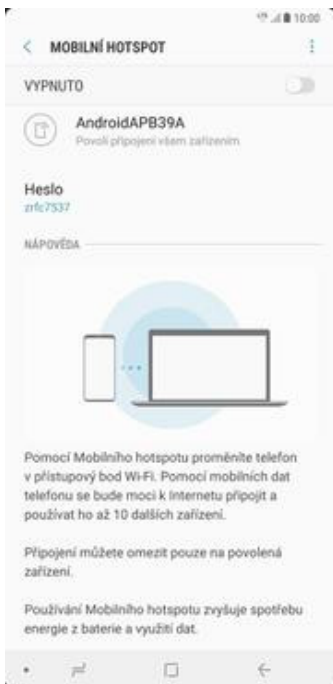 10:00
MOBILNÍ HOTSPOT
VYPNUTO
AndroidAPB39A
Povolí připojení všem zařízením
Heslo
zrfc7537
NÁPOVĚDA
Pomocí Mobilního hotspotu proměníte telefon
v přístupový bod Wi-Fi. Pomocí mobilních dat
telefonu se bude moci k Internetu připojit a
používat ho až 10 dalších zařízení.
Připojení můžete omezit pouze na povolená
zařízení.
Používání Mobilního hotspotu zvyšuje spotřebu
energie z baterie a využití dat.